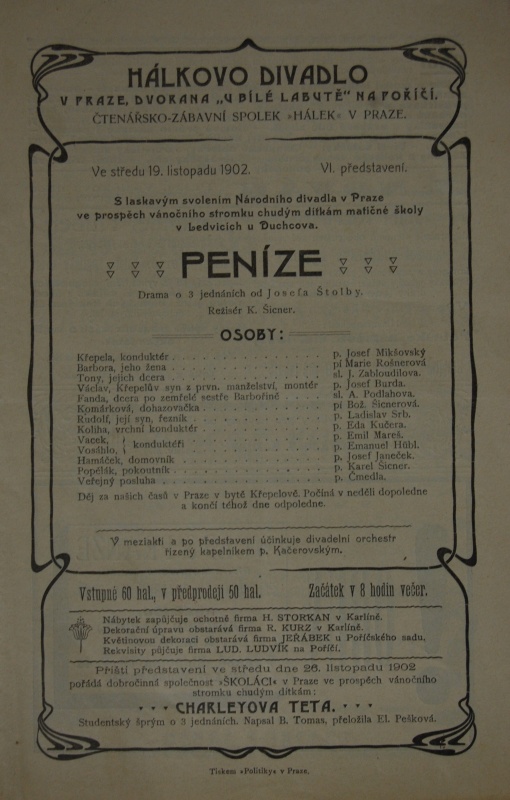 HÁLKOVO DIVADLO
V PRAZE, DVORANA „U BÍLÉ LABUTĚ" NA POŘÍČÍ.
ČTENÁŘSKO-ZÁBAVNÍ SPOLEK »HÁLEK« V PRAZE.
Ve středu 19. listopadu 1902. VI. představení.
S laskavým svolením Národního divadla v Praze
ve prospěch vánočního stromku chudým dítkám matičné školy
v Ledvicích u Duchcova.
PENÍZE
Drama o 3 jednáních od Josefa Štolby.
Režisér K. Šicner.
OSOBY:
Křepela, konduktér . . . p. Josef Mikšovský
Barbora, jeho žena . . . pí Marie Rošnerová
Tony, jejich dcera . . . sl. J. Zabloudilova.
Václav, Křepelův syn z prvn. manželství, montér p. Josef Burda.
Fanda, dcera po zemřelé sestře Barbořině . . . sl. A. Podlahova.
Komárková, dohazovačka . . . pí Bož. Šicnerová.
Rudolf, její syn, řezník . . . p. Ladislav Srb.
Koliha, vrchní konduktér . . . p. Eda Kučera.
Vacek, } konduktéři . . . p. Emil Mareš.
Vosáhlo, } . . . p. Emanuel Hübl.
Hamáček, domovník . . . p. Josef Janeček.
Popělák, pokoutník . . . p. Karel Šicner.
Veřejný posluha . . . p. Čmedla.
Děj za našich časů v Praze v bytě Křepelově. Počíná v neděli dopoledne
a končí téhož dne odpoledne.
V meziaktí a po představení účinkuje divadelní orchestr
řízený kapelníkem p. Kačerovským.
Vstupné 60 hal., v předprodeji 50 hal. Začátek v 8 hodin večer.
Nábytek zapůjčuje ochotně firma H. STORKAN v Karlíně.
Dekorační úpravu obstarává firma R. KURZ v Karlíně.
Květinovou dekoraci obstarává firma JEŘÁBEK u Poříčského sadu,
Rekvisity půjčuje firma LUD. LUDVÍK na Poříčí.
Příští představení ve středu dne 26. listopadu 1902
pořádá dobročinná společnost »ŠKOLÁCI« v Praze ve prospěch vánočního
stromku chudým dítkám:
CHARLEYOVA TETA.
Studentský šprým o 3 jednáních. Napsal B. Tomas, přeložila El. Pešková.
Tiskem »Politiky« v Praze.